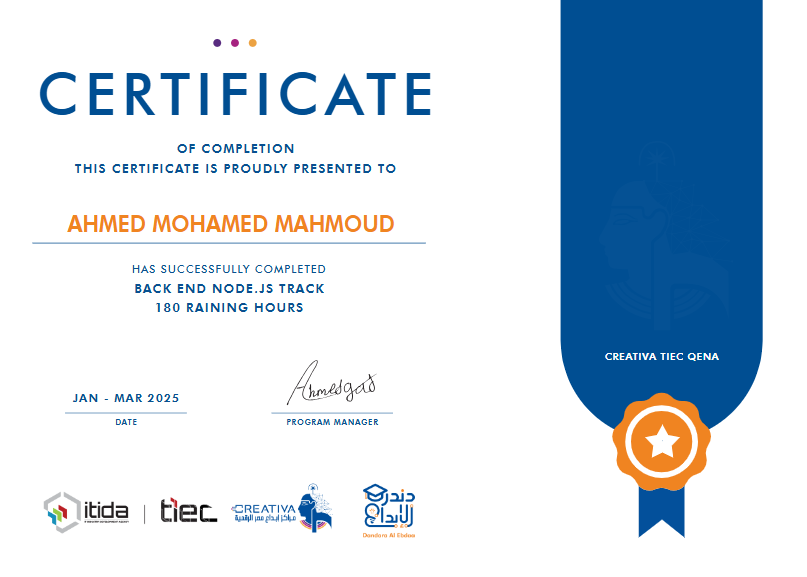 CERTIFICATE
OF COMPLETION
THIS CERTIFICATE IS PROUDLY PRESENTED TO
AHMED MOHAMED MAHMOUD
HAS SUCCESSFULLY COMPLETED
BACK END NODE.JS TRACK
180 RAINING HOURS
CREATIVA TIEC QENA
JAN - MAR 2025
DATE
Ahmesgad
PROGRAM MANAGER
itida
tiec
CREATIVA
مراكز إبداع مصر الرقمية
دندرة
الإبداع
Dandara Al Ebdaa